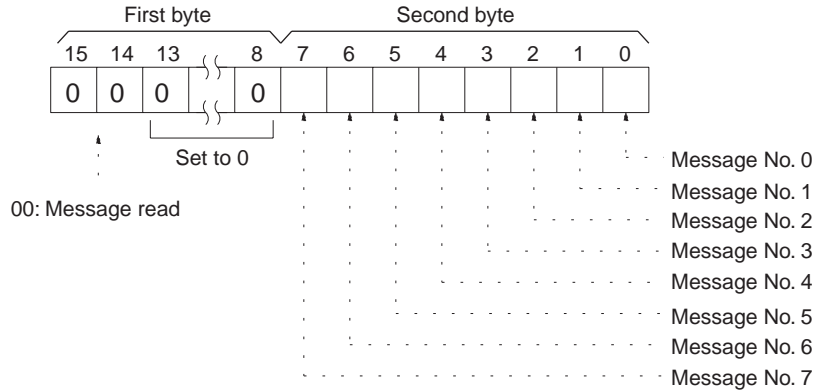 First byte Second byte
15 14 13 8 7 6 5 4 3 2 1 0
0 0 0 0
Set to 0
Message No. 0
00: Message read
Message No. 1
Message No. 2
Message No. 3
Message No. 4
Message No. 5
Message No. 6
Message No. 7